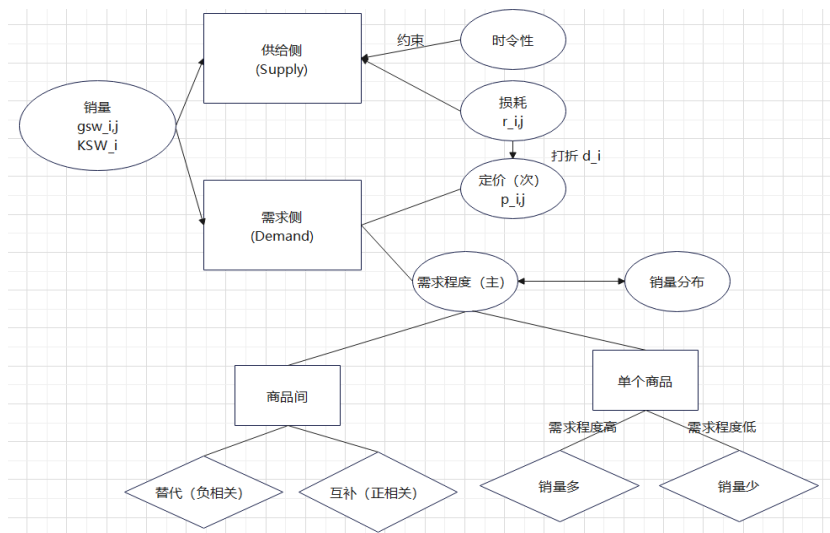 供给侧
(Supply)
约束
时令性
销量
gsw_i,j
KSW_i
损耗
r_i,j
打折 d_i
定价（次）
p_i,j
需求侧
(Demand)
需求程度（主）
销量分布
商品间
单个商品
需求程度高
需求程度低
替代（负相关）
互补（正相关）
销量多
销量少